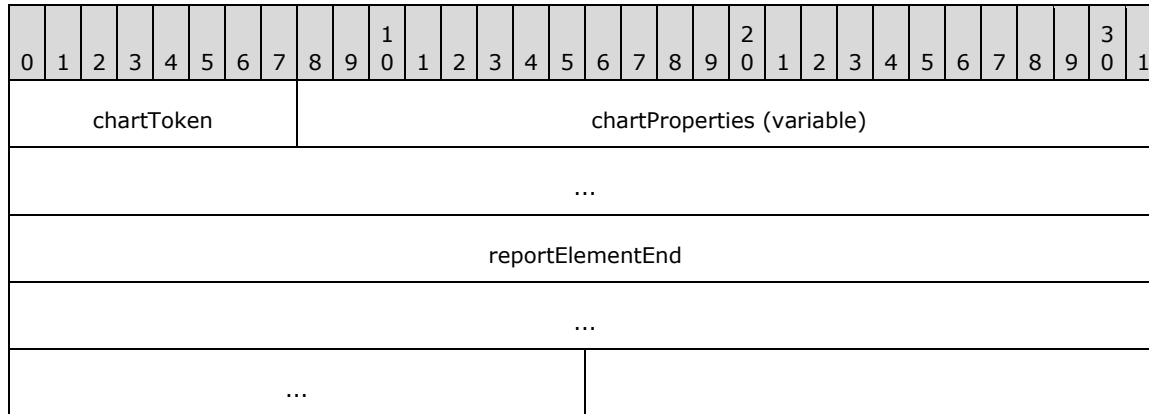 0 1 2 3 4 5 6 7 8 9 1 0 1 2 3 4 5 6 7 8 9 2 0 1 2 3 4 5 6 7 8 9 3 0 1
chartToken chartProperties (variable)
...
reportElementEnd
...
...